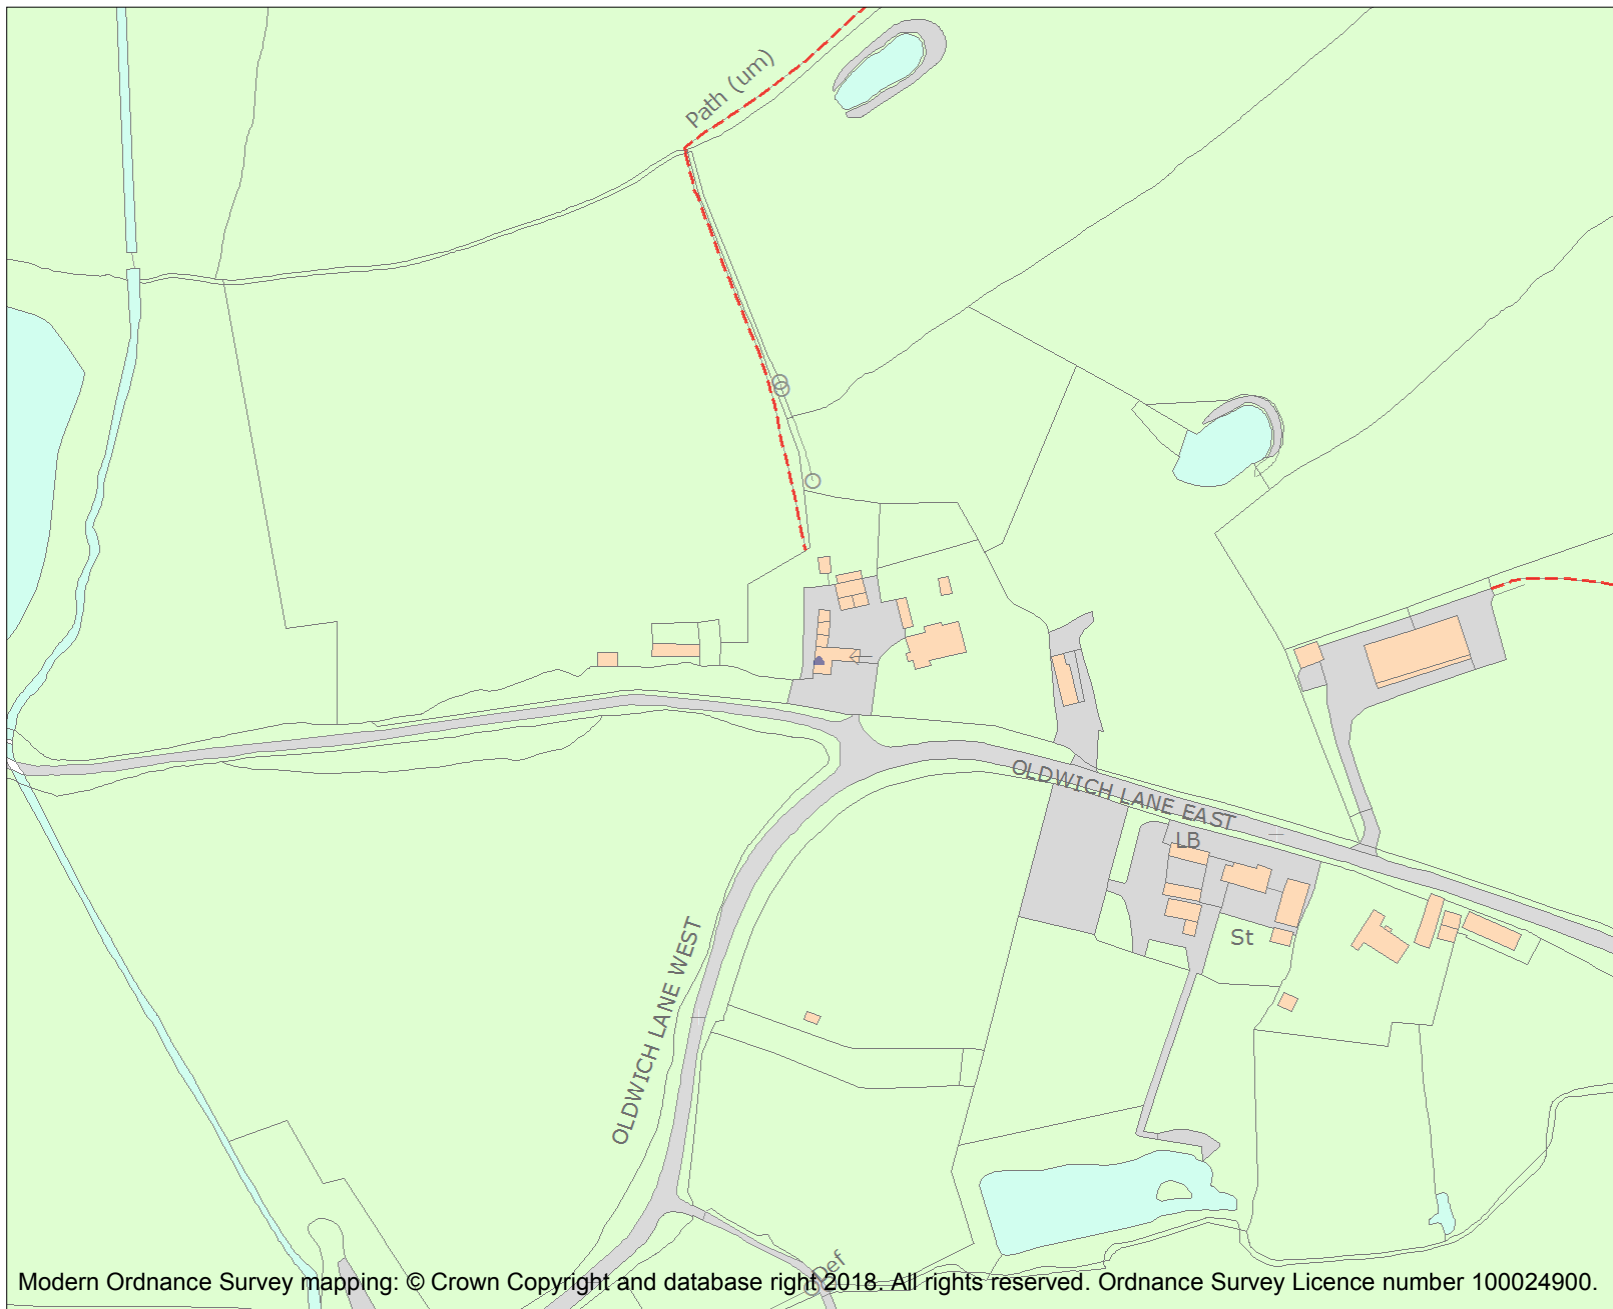 Path (um)
OLDWICH LANE EAST
LB
St
OLDWICH LANE WEST
Def
Modern Ordnance Survey mapping: © Crown Copyright and database right 2018. All rights reserved. Ordnance Survey Licence number 100024900.